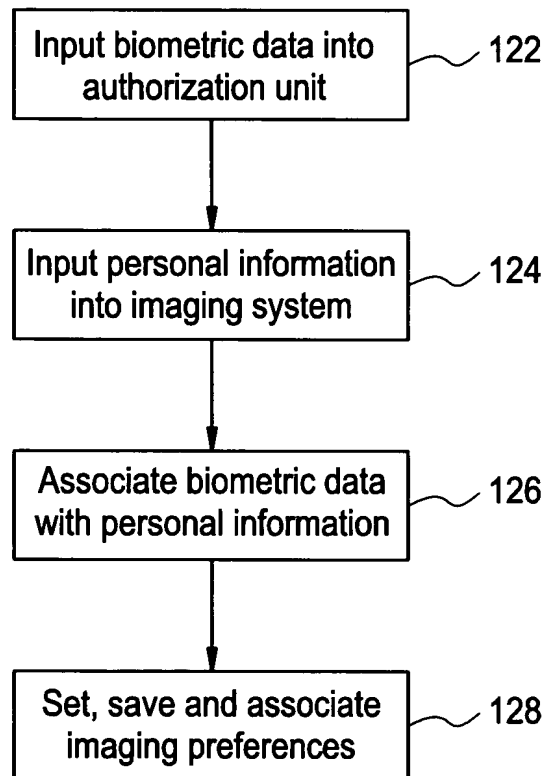 Input biometric data into
authorization unit
122
Input personal information
into imaging system
124
Associate biometric data
with personal information
126
Set, save and associate
imaging preferences
128